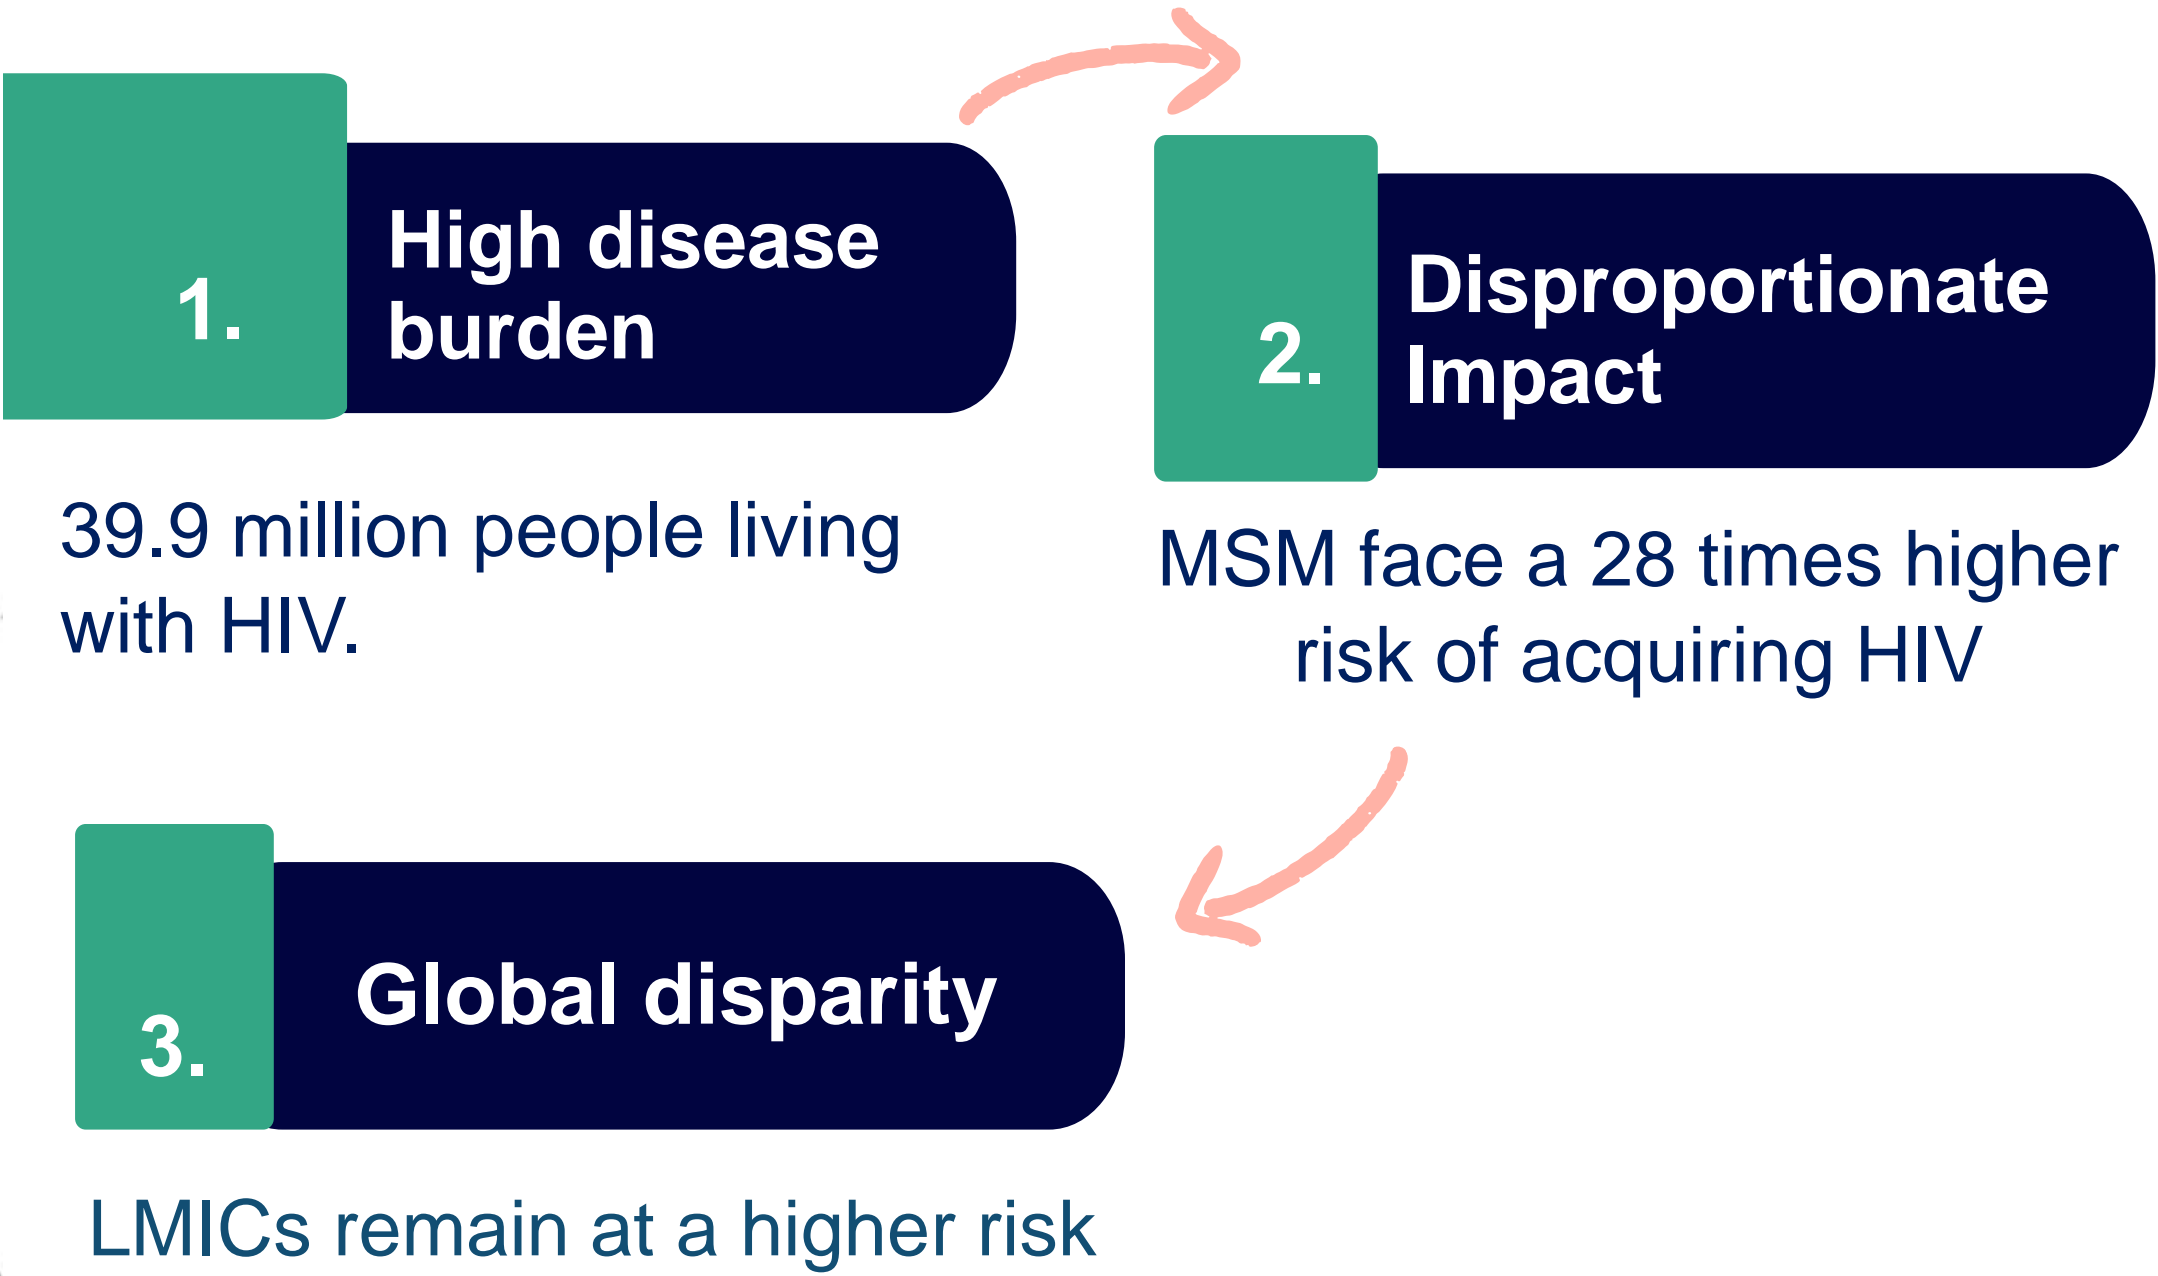 1.
High disease
burden
39.9 million people living
with HIV.
2.
Disproportionate
Impact
MSM face a 28 times higher
risk of acquiring HIV
3.
Global disparity
LMICs remain at a higher risk